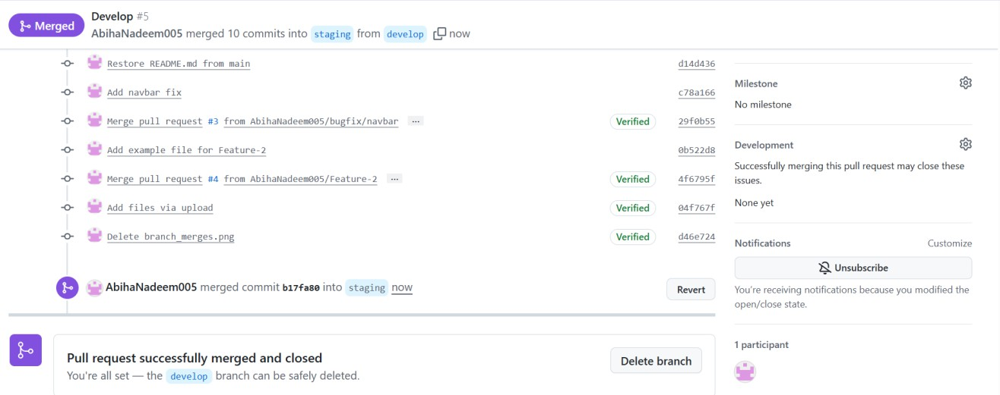 Merged
Develop #5
AbihaNadeem005 merged 10 commits into staging from develop now
Restore README.md from main d14d436
Add navbar fix c78a166
Merge pull request #3 from AbihaNadeem005/bugfix/navbar ... Verified 29f0b55
Add example file for Feature-2 0b522d8
Merge pull request #4 from AbihaNadeem005/Feature-2 ... Verified 4f6795f
Add files via upload Verified 04f767f
Delete branch_merges.png Verified d46e724
AbihaNadeem005 merged commit b17fa80 into staging now Revert
Pull request successfully merged and closed
You're all set — the develop branch can be safely deleted.
Delete branch
Milestone
No milestone
Development
Successfully merging this pull request may close these
issues.
None yet
Notifications Customize
Unsubscribe
You're receiving notifications because you modified the
open/close state.
1 participant